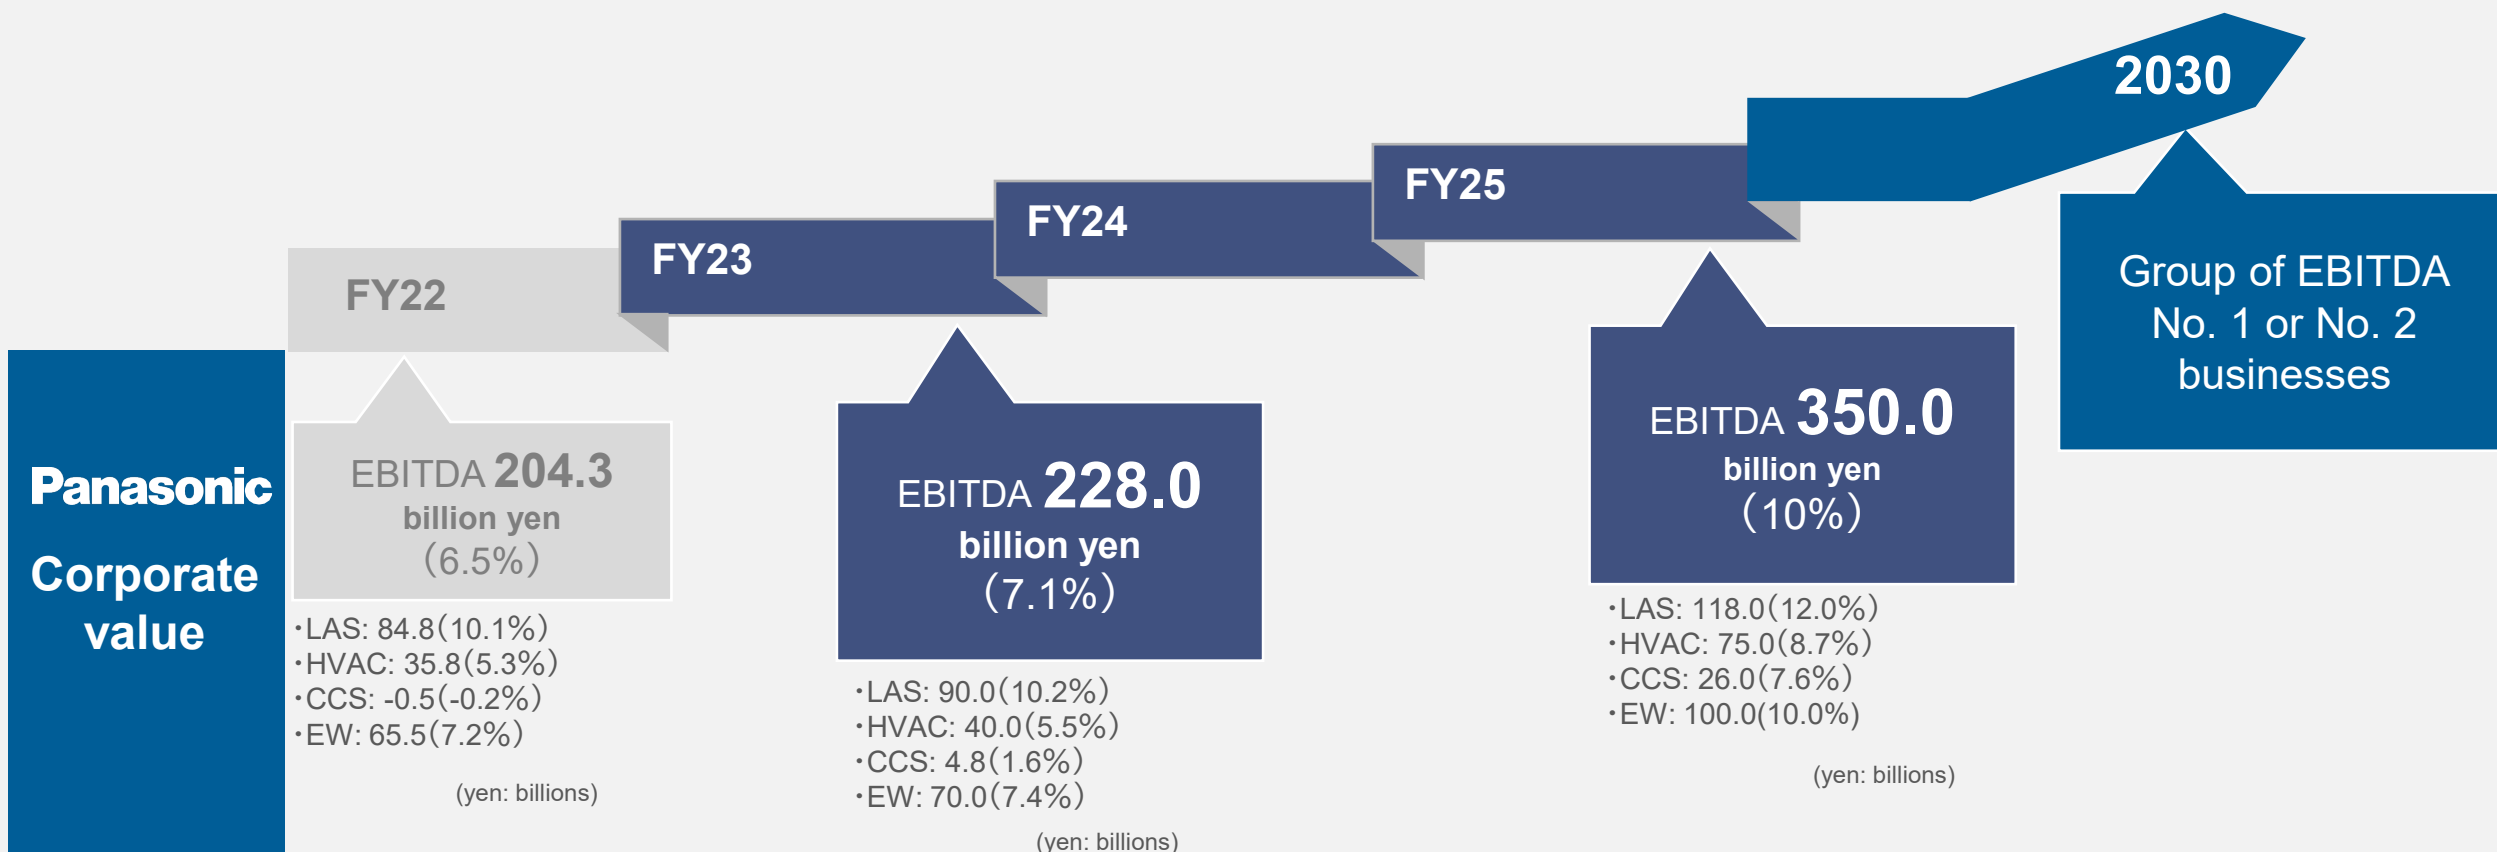 Panasonic
Corporate
value
FY22
EBITDA 204.3
billion yen
(6.5%)
・LAS: 84.8(10.1%)
・HVAC: 35.8(5.3%)
・CCS: -0.5(-0.2%)
・EW: 65.5(7.2%)
(yen: billions)
FY23
EBITDA 228.0
billion yen
(7.1%)
・LAS: 90.0(10.2%)
・HVAC: 40.0(5.5%)
・CCS: 4.8(1.6%)
・EW: 70.0(7.4%)
(yen: billions)
FY24
FY25
EBITDA 350.0
billion yen
(10%)
・LAS: 118.0(12.0%)
・HVAC: 75.0(8.7%)
・CCS: 26.0(7.6%)
・EW: 100.0(10.0%)
(yen: billions)
2030
Group of EBITDA
No. 1 or No. 2
businesses